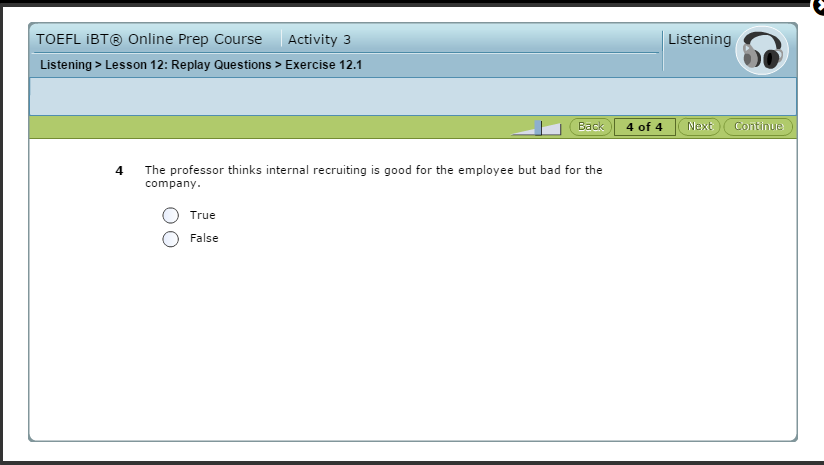 TOEFL iBT® Online Prep Course Activity 3 Listening
Listening > Lesson 12: Replay Questions > Exercise 12.1
Back 4 of 4 Next Continue
4 The professor thinks internal recruiting is good for the employee but bad for the
company.
True
False